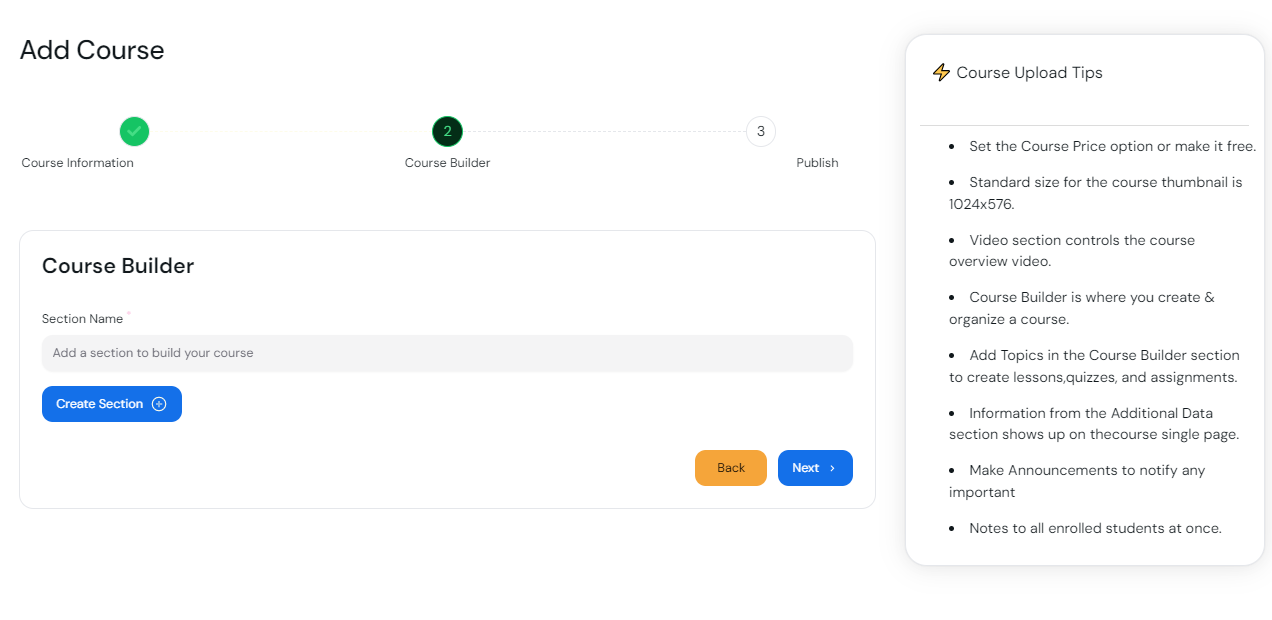 Add Course
2
3
Course Information
Course Builder
Publish
Course Builder
Section Name *
Add a section to build your course
Create Section
Back
Next
Course Upload Tips
Set the Course Price option or make it free.
Standard size for the course thumbnail is
1024x576.
Video section controls the course
overview video.
Course Builder is where you create &
organize a course.
Add Topics in the Course Builder section
to create lessons,quizzes, and assignments.
Information from the Additional Data
section shows up on thecourse single page.
Make Announcements to notify any
important
Notes to all enrolled students at once.